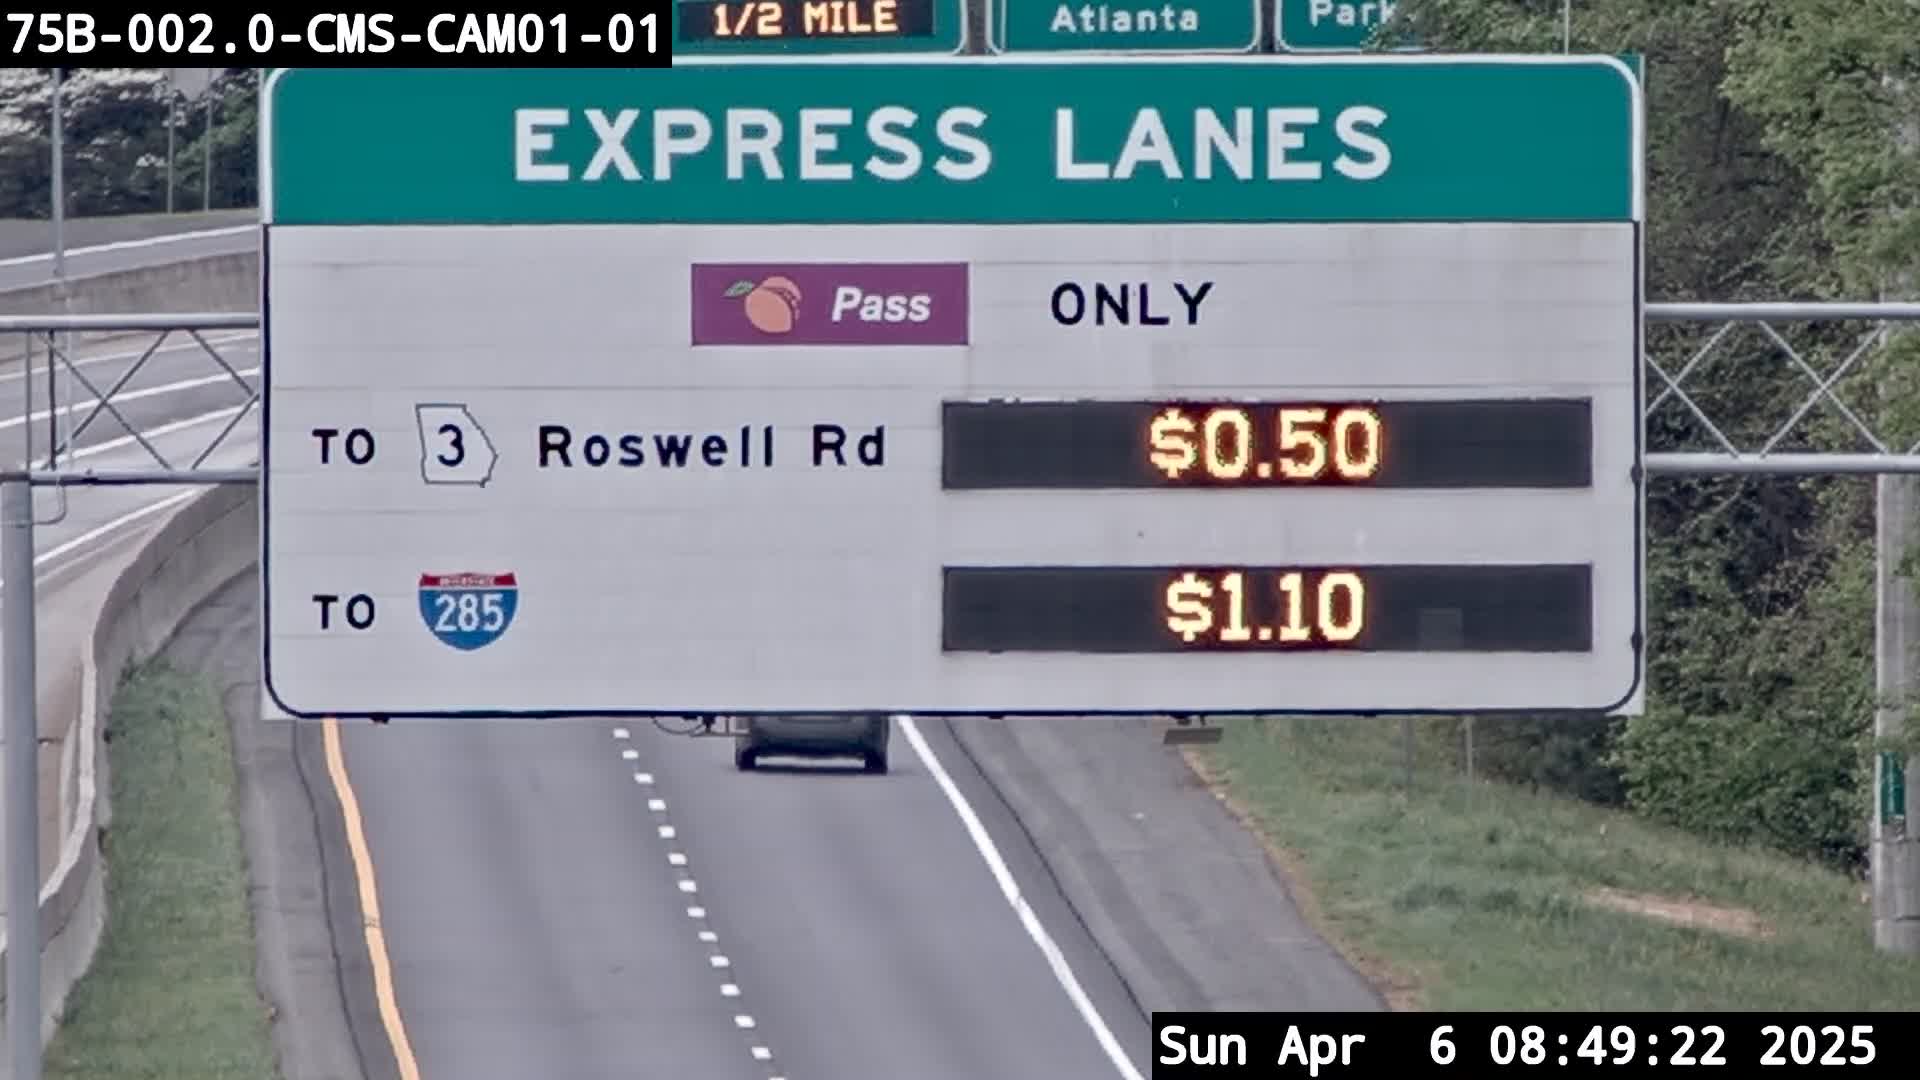 75B-002.0-CMS-CAM01-01
1/2 MILE
Atlanta
Park
EXPRESS LANES
Pass ONLY
TO 3 Roswell Rd $0.50
TO 285 $1.10
Sun Apr 6 08:49:22 2025